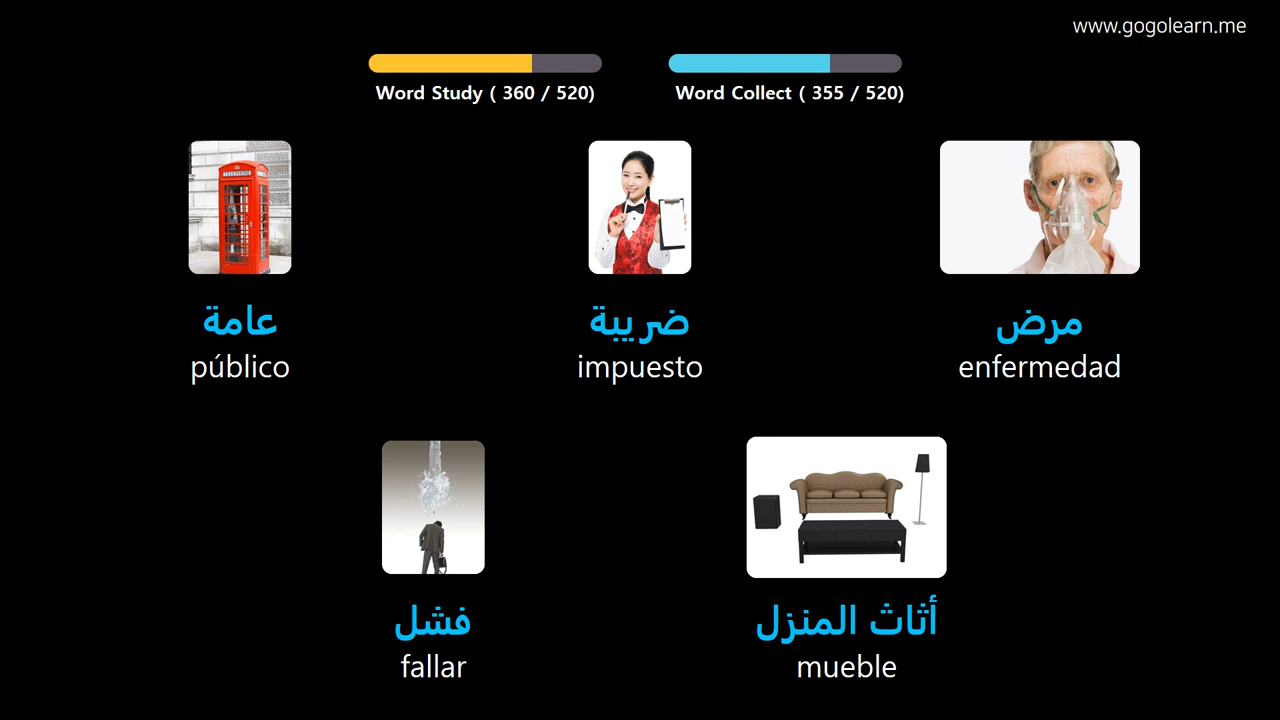 www.gogolearn.me
Word Study ( 360 / 520)
Word Collect ( 355 / 520)
TELEPHONE
عامة
público
ضريبة
impuesto
مرض
enfermedad
فشل
fallar
أثاث المنزل
mueble